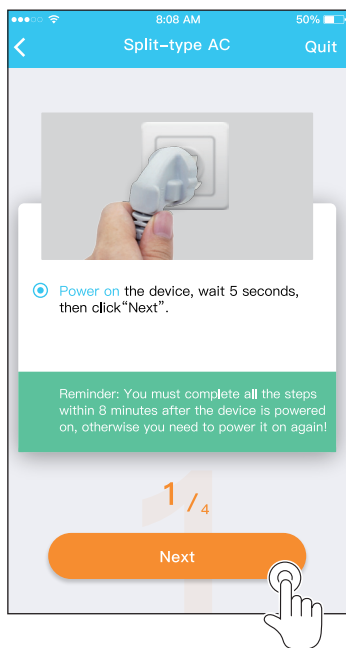 8:08 AM
50%
Split-type AC
Quit
Power on the device, wait 5 seconds,
then click“Next”.
Reminder: You must complete all the steps
within 8 minutes after the device is powered
on, otherwise you need to power it on again!
1 / 4
Next